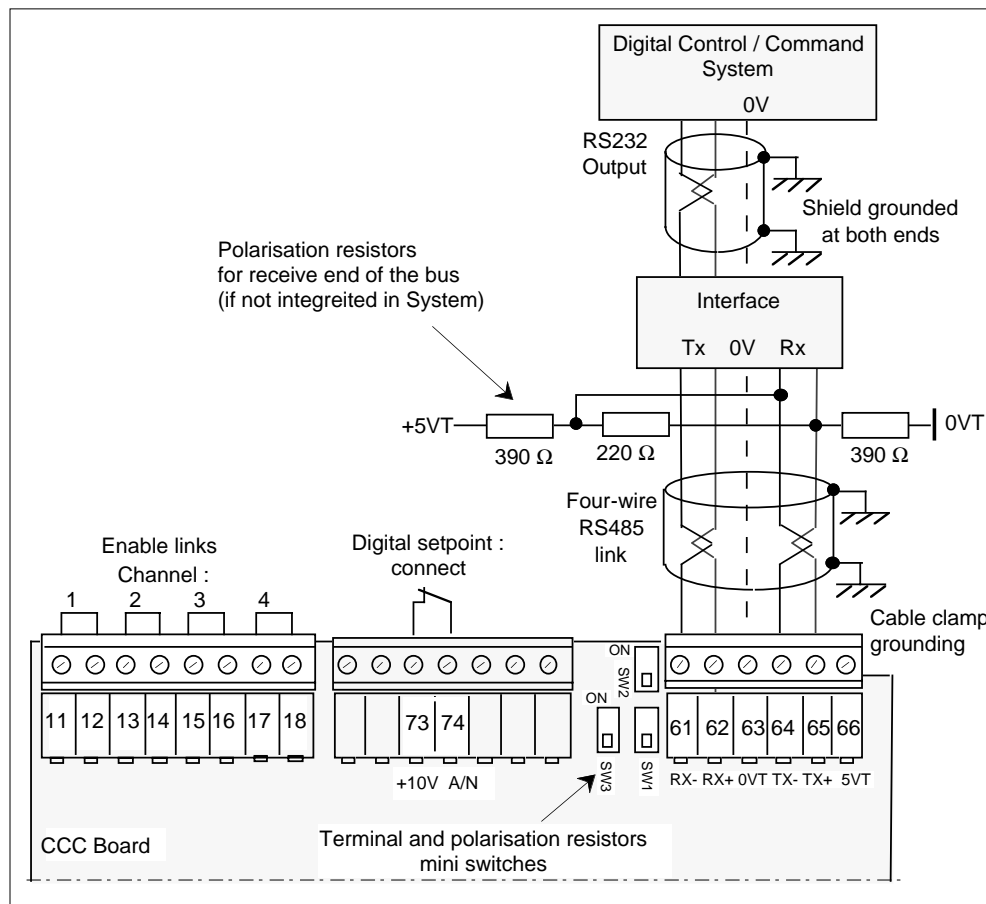 Digital Control / Command
System
0V
RS232
Output
Shield grounded
at both ends
Polarisation resistors
for receive end of the bus
(if not integreited in System)
Interface
Tx 0V Rx
+5VT
0VT
390 Ω
220 Ω
390 Ω
Four-wire
RS485
link
Enable links
Channel :
1 2 3 4
Digital setpoint :
connect
Cable clamp
grounding
ON
SW2
ON
SW3
SW1
11 12 13 14 15 16 17 18
73 74
61 62 63 64 65 66
+10V A/N
RX- RX+ 0VT TX- TX+ 5VT
Terminal and polarisation resistors
mini switches
CCC Board